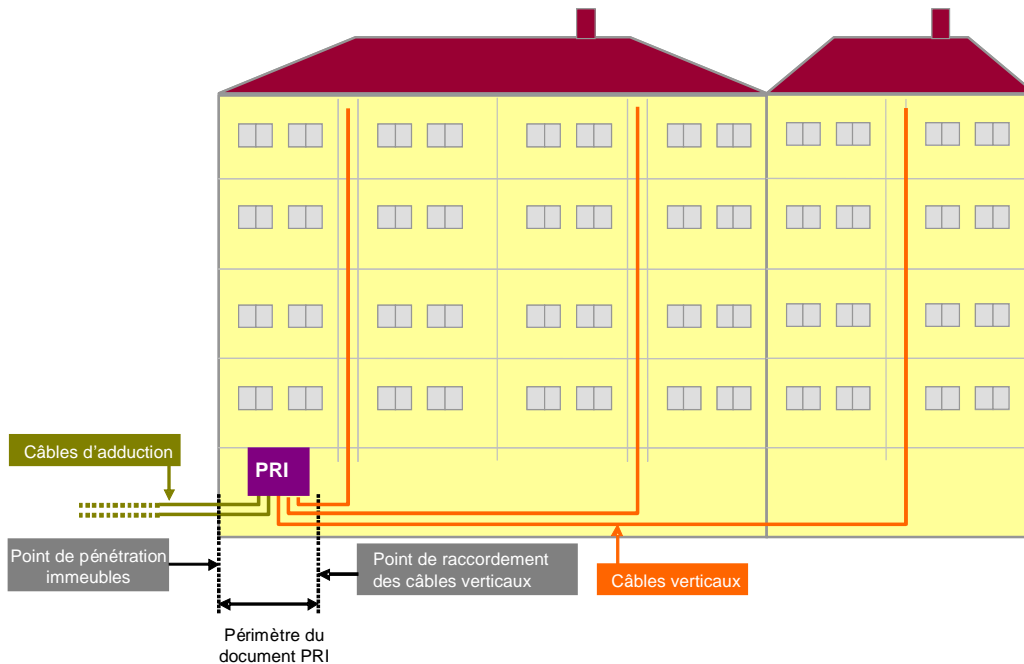 Câbles d'adduction
PRI
Point de pénétration
immeubles
Point de raccordement
des câbles verticaux
Câbles verticaux
Périmètre du
document PRI